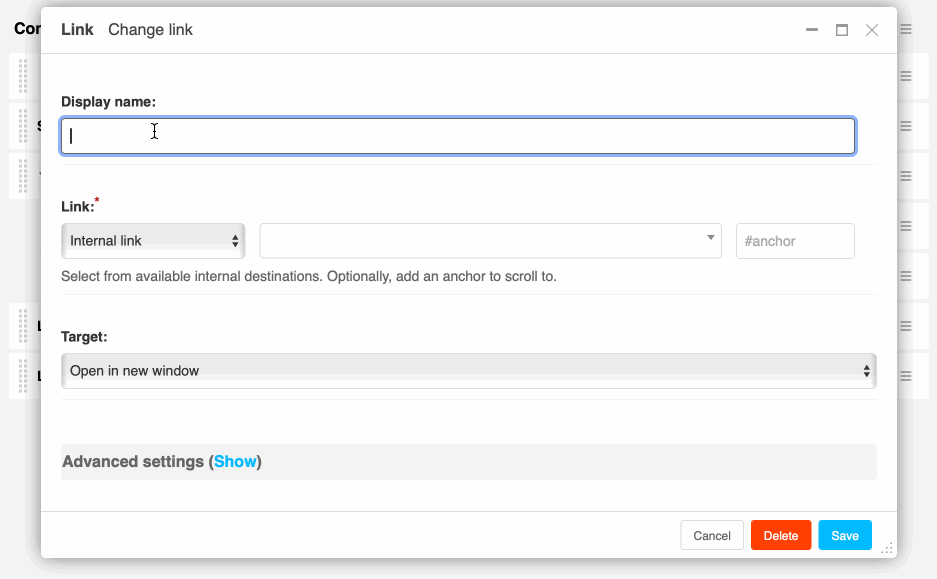 Link Change link
Display name:
Link:*
Internal link
#anchor
Select from available internal destinations. Optionally, add an anchor to scroll to.
Target:
Open in new window
Advanced settings (Show)
Cancel Delete Save